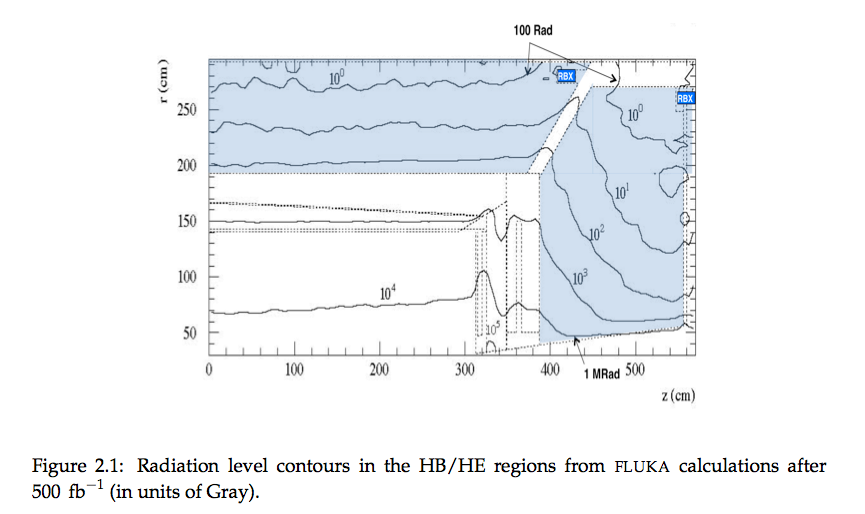 100 Rad
r (cm)
250
200
150
100
50
10⁰
RBX
RBX
10⁰
10¹
10²
10³
10⁴
10⁵
0
100
200
300
400
1 MRad
500
z (cm)
Figure 2.1: Radiation level contours in the HB/HE regions from FLUKA calculations after
500 fb⁻¹ (in units of Gray).